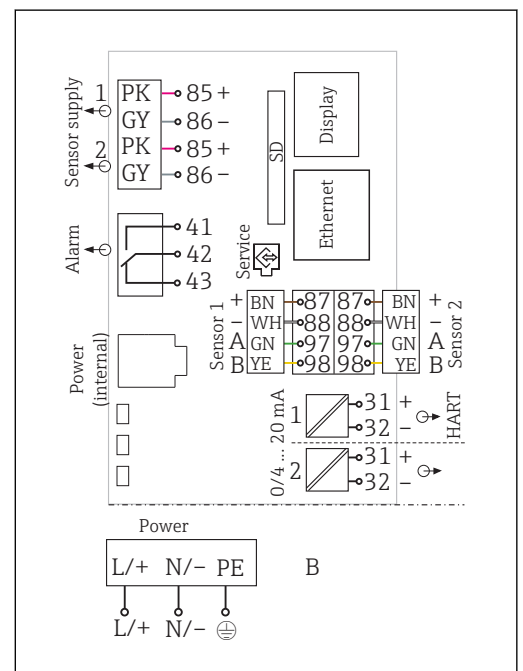 Sensor supply
1 PK 85 +
GY 86 –
2 PK 85 +
GY 86 –
Display
SD
Ethernet
Alarm
41
42
43
Service
Sensor 1
+ BN 87 87 BN +
– WH 88 88 WH –
A GN 97 97 GN A
B YE 98 98 YE B
Sensor 2
Power
(internal)
0/4 ... 20 mA
1 31 +
32 –
HART
2 31 +
32 –
Power
L/+ N/– PE
B
L/+ N/–